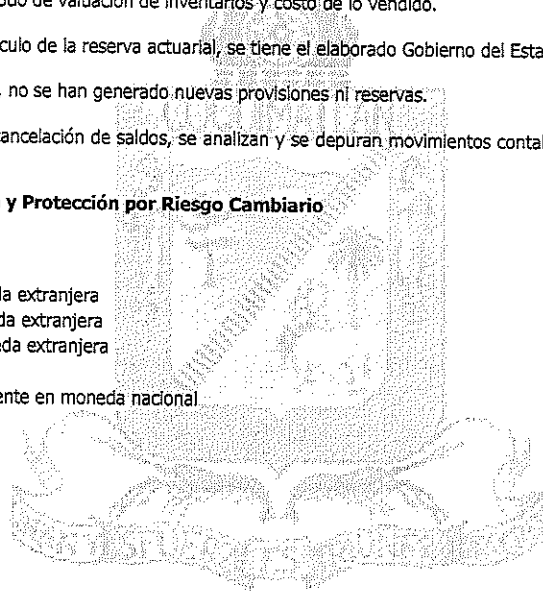 de valuación de inventarios y costo de lo vendido.
culo de la reserva actuarial, se tiene el elaborado Gobierno del Esta
, no se han generado nuevas provisiones ni reservas.
cancelación de saldos, se analizan y se depuran movimientos contal
y Protección por Riesgo Cambiario
la extranjera
da extranjera
eda extranjera
ente en moneda nacional